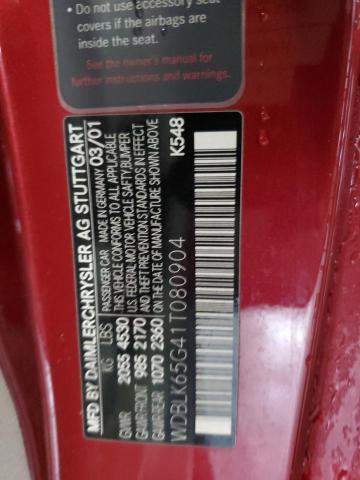 • Do not use accessory seat
covers if the airbags are
inside the seat.
See the owner's manual for
further instructions and warnings.
MFD BY DAIMLERCHRYSLER AG STUTTGART
PASSENGER CAR MADE IN GERMANY 03/01
KG LBS
GVWR 2055 4530
GAWR FRONT 985 2170
GAWR REAR 1070 2360
THIS VEHICLE CONFORMS TO ALL APPLICABLE
U.S. FEDERAL MOTOR VEHICLE SAFTY,BUMPER
AND THEFT PREVENTION STANDARDS IN EFFECT
ON THE DATE OF MANUFACTURE SHOWN ABOVE
K548
WDBLK65G41T080904